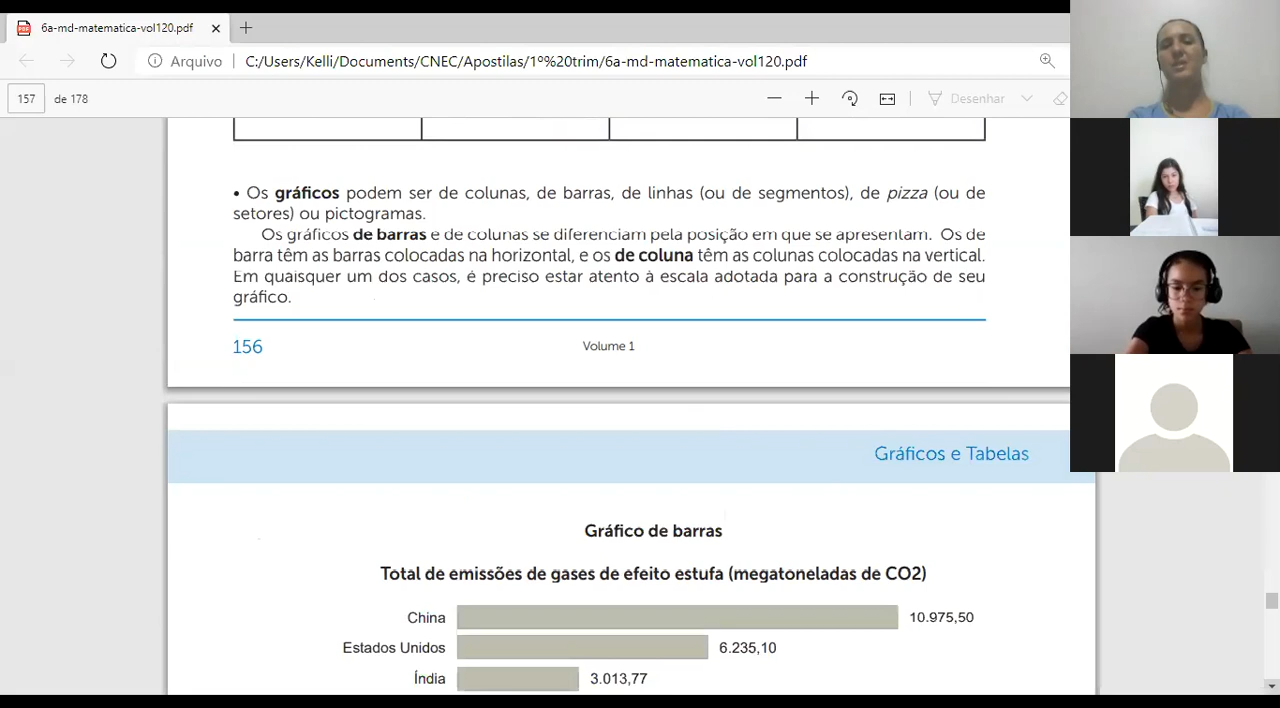 6a-md-matematica-vol120.pdf
Arquivo
C:/Users/Kelli/Documents/CNEC/Apostilas/1º%20trim/6a-md-matematica-vol120.pdf
157 de 178
Desenhar
• Os gráficos podem ser de colunas, de barras, de linhas (ou de segmentos), de pizza (ou de
setores) ou pictogramas.
Os gráficos de barras e de colunas se diferenciam pela posição em que se apresentam. Os de
barra têm as barras colocadas na horizontal, e os de coluna têm as colunas colocadas na vertical.
Em quaisquer um dos casos, é preciso estar atento à escala adotada para a construção de seu
gráfico.
156
Volume 1
Gráficos e Tabelas
Gráfico de barras
Total de emissões de gases de efeito estufa (megatoneladas de CO2)
China 10.975,50
Estados Unidos 6.235,10
Índia 3.013,77